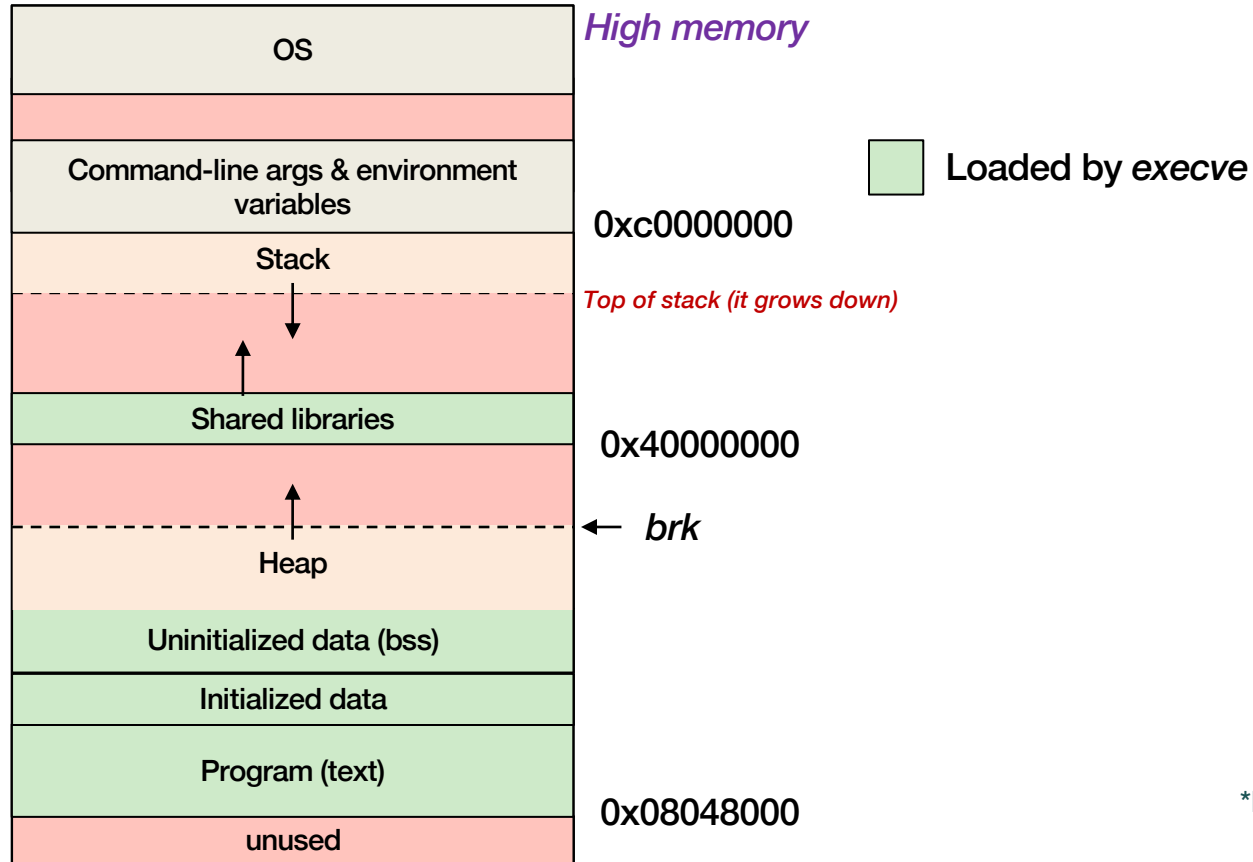 High memory
OS
Command-line args & environment
variables
Loaded by execve
0xc0000000
Stack
Top of stack (it grows down)
Shared libraries
0x40000000
brk
Heap
Uninitialized data (bss)
Initialized data
Program (text)
0x08048000
*
unused